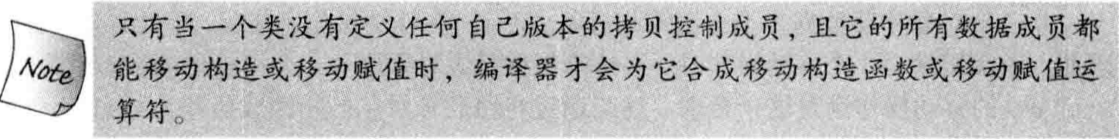 只有当一个类没有定义任何自己版本的拷贝控制成员，且它的所有数据成员都
Note
能移动构造或移动赋值时，编译器才会为它合成移动构造函数或移动赋值运
算符。